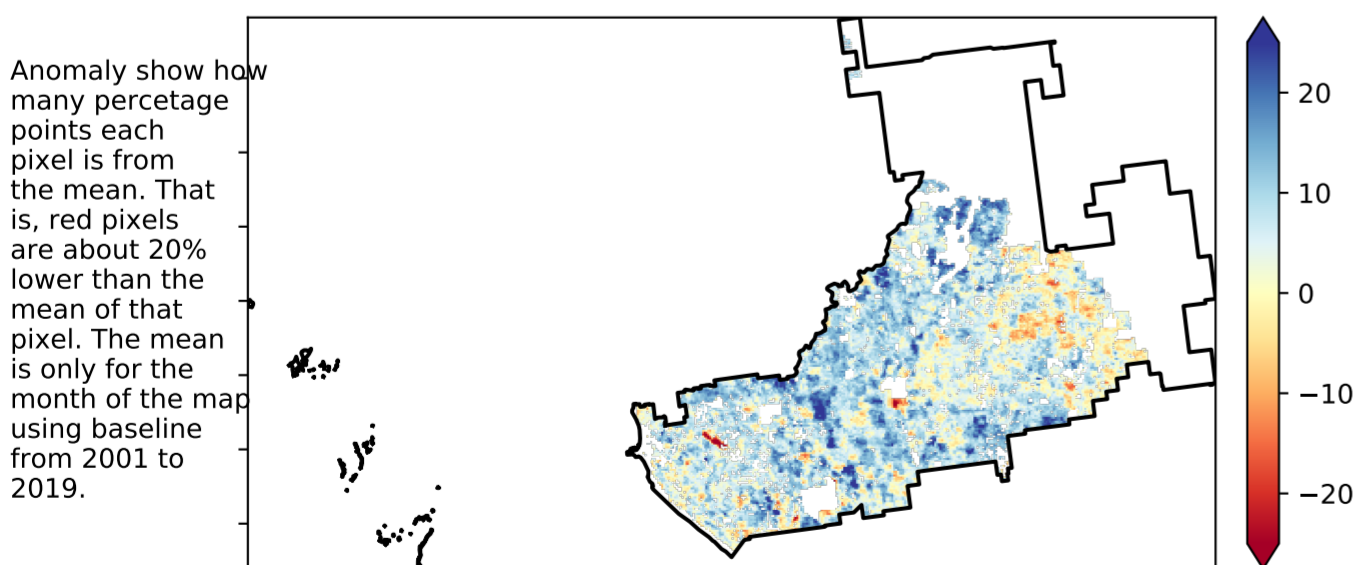 Anomaly show how
many percetage
points each
pixel is from
the mean. That
is, red pixels
are about 20%
lower than the
mean of that
pixel. The mean
is only for the
month of the map
using baseline
from 2001 to
2019.
20
10
0
−10
−20